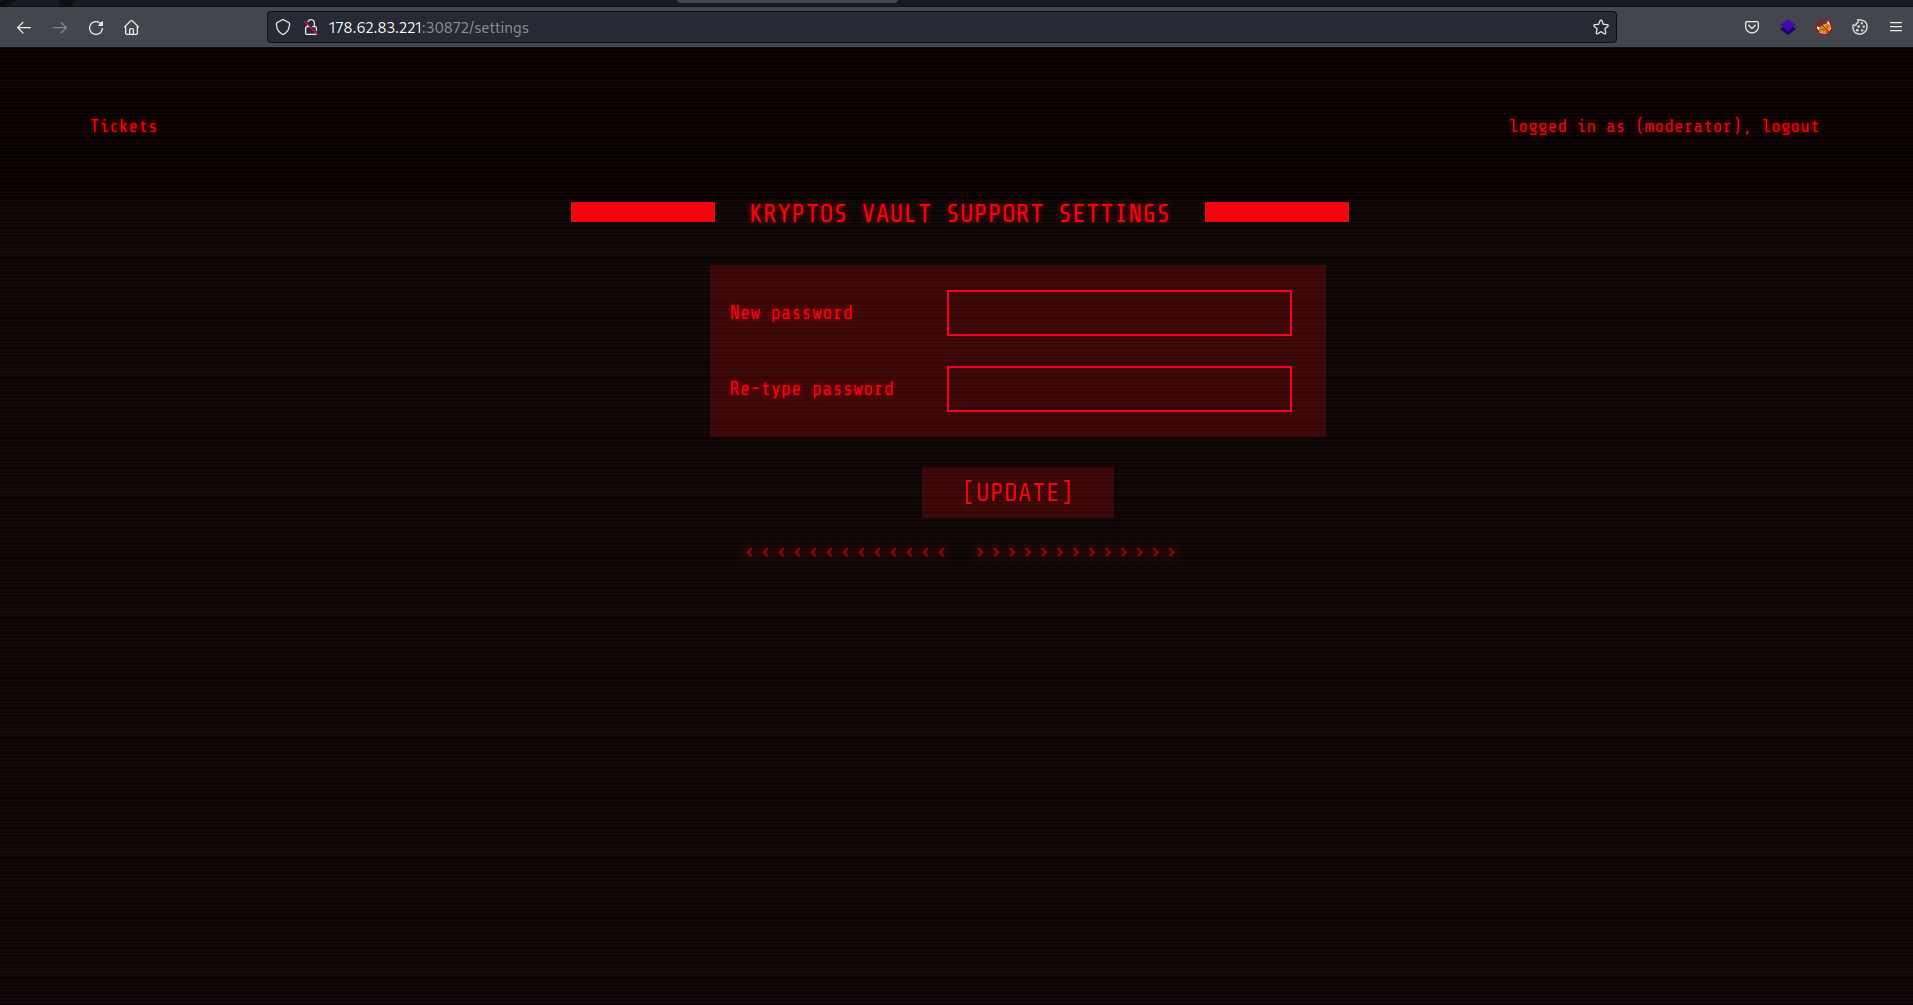 178.62.83.221:30872/settings
Tickets
logged in as (moderator), logout
KRYPTOS VAULT SUPPORT SETTINGS
New password
Re-type password
[UPDATE]
<<<<<<<<<<<<< >>>>>>>>>>>>>